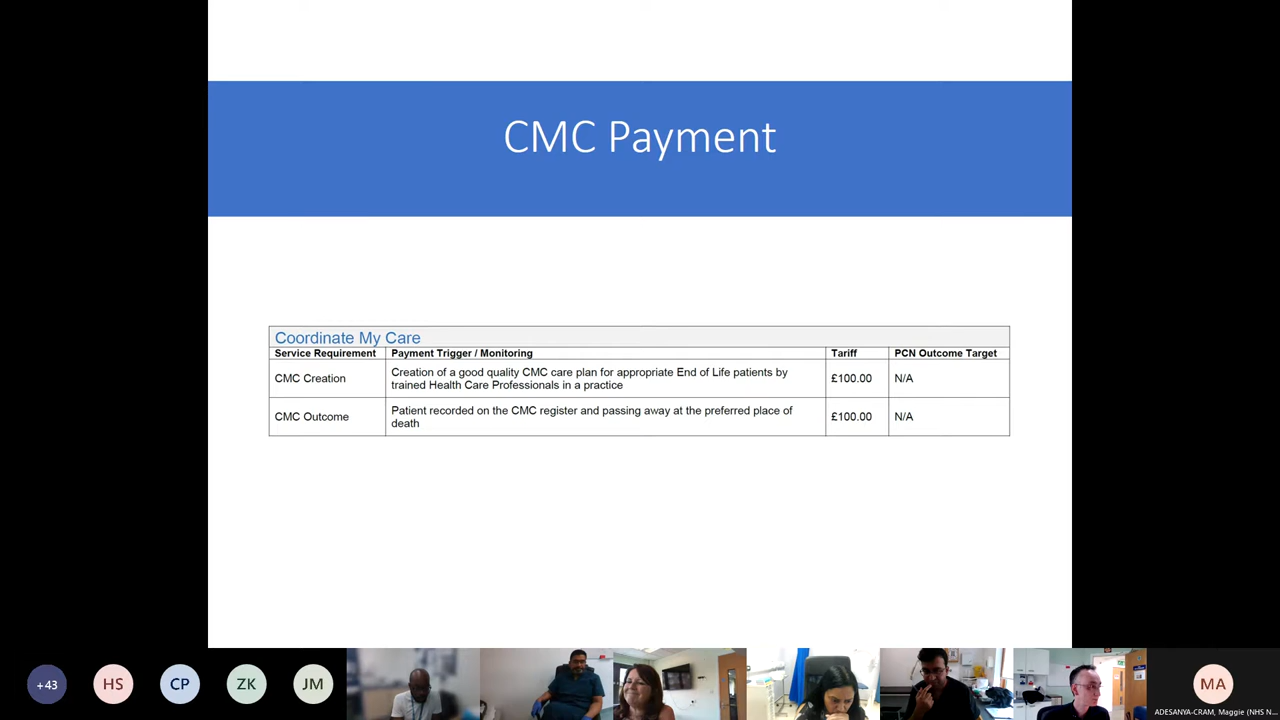 CMC Payment
Coordinate My Care
Service Requirement Payment Trigger / Monitoring Tariff PCN Outcome Target
CMC Creation Creation of a good quality CMC care plan for appropriate End of Life patients by trained Health Care Professionals in a practice £100.00 N/A
CMC Outcome Patient recorded on the CMC register and passing away at the preferred place of death £100.00 N/A
+43 HS CP ZK JM MA
ADESANYA-CRAM, Maggie (NHS N...